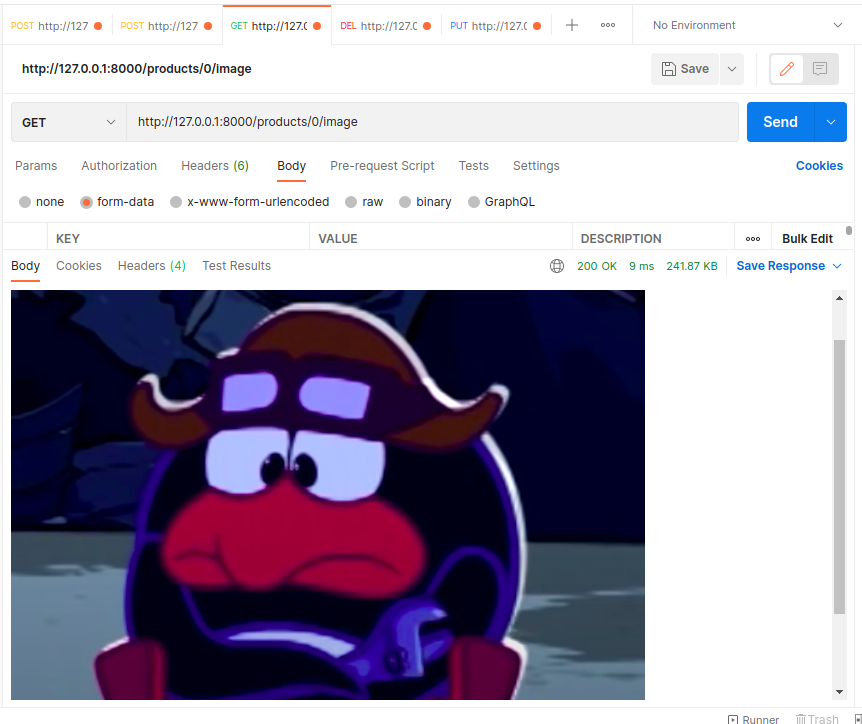 POST http://127 POST http://127. GET http://127.0 DEL http://127.0 PUT http://127.0 No Environment
http://127.0.0.1:8000/products/0/image Save
GET http://127.0.0.1:8000/products/0/image Send
Params Authorization Headers (6) Body Pre-request Script Tests Settings Cookies
none form-data x-www-form-urlencoded raw binary GraphQL
KEY VALUE DESCRIPTION Bulk Edit
Body Cookies Headers (4) Test Results 200 OK 9 ms 241.87 KB Save Response
Runner Trash